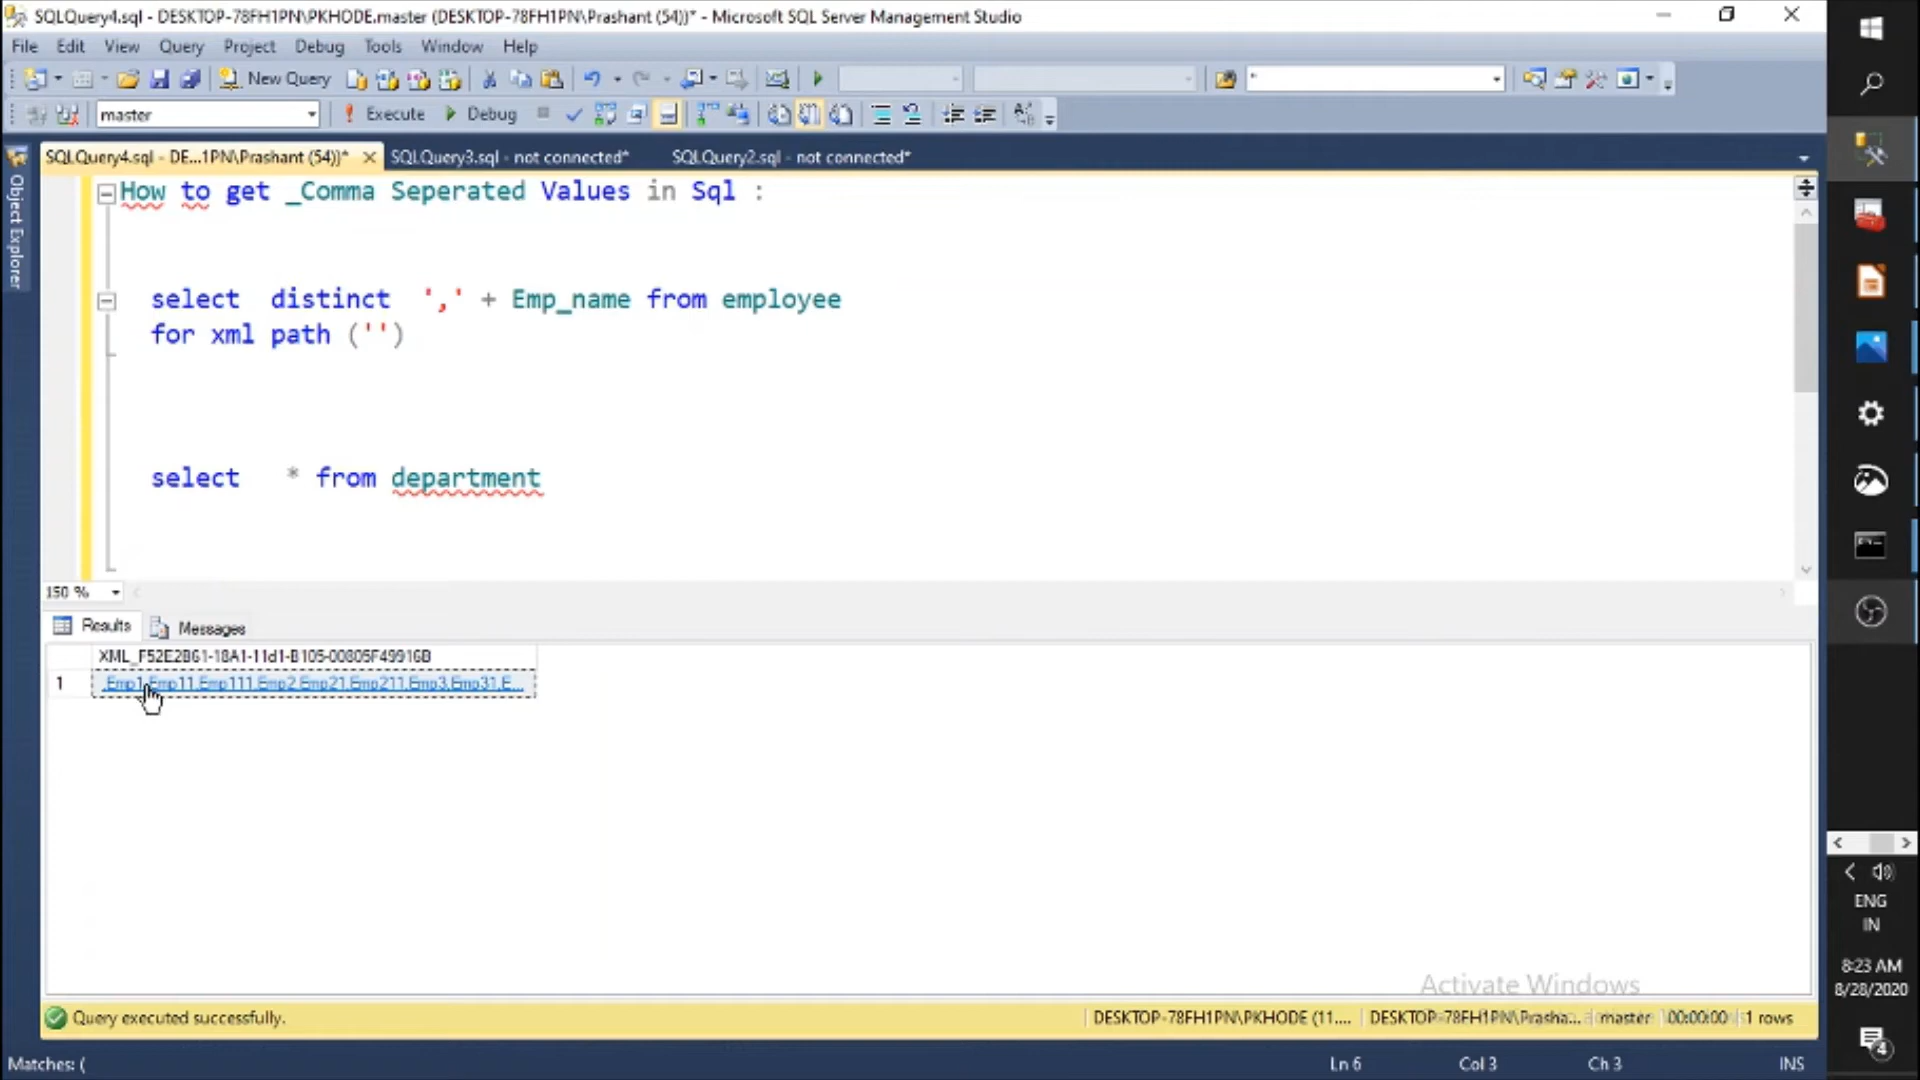 SQLQuery4.sql - DESKTOP-78FH1PN\PKHODE.master (DESKTOP-78FH1PN\Prashant (54))* - Microsoft SQL Server Management Studio
File Edit View Query Project Debug Tools Window Help
New Query
master Execute Debug
SQLQuery4.sql - DE...1PN\Prashant (54))* SQLQuery3.sql - not connected* SQLQuery2.sql - not connected*
Object Explorer
How to get _Comma Seperated Values in Sql :
select distinct ',' + Emp_name from employee
for xml path ('')
select * from department
150 %
Results Messages
XML_F52E2B61-18A1-11d1-B105-00805F49916B
1 ,Emp1,Emp11,Emp111,Emp2,Emp21,Emp211,Emp3,Emp31,E...
Activate Windows
Query executed successfully. DESKTOP-78FH1PN\PKHODE (11.... DESKTOP-78FH1PN\Prasha... master 00:00:00 1 rows
Matches: ( Ln 6 Col 3 Ch 3 INS
ENG
IN
8:23 AM
8/28/2020
4